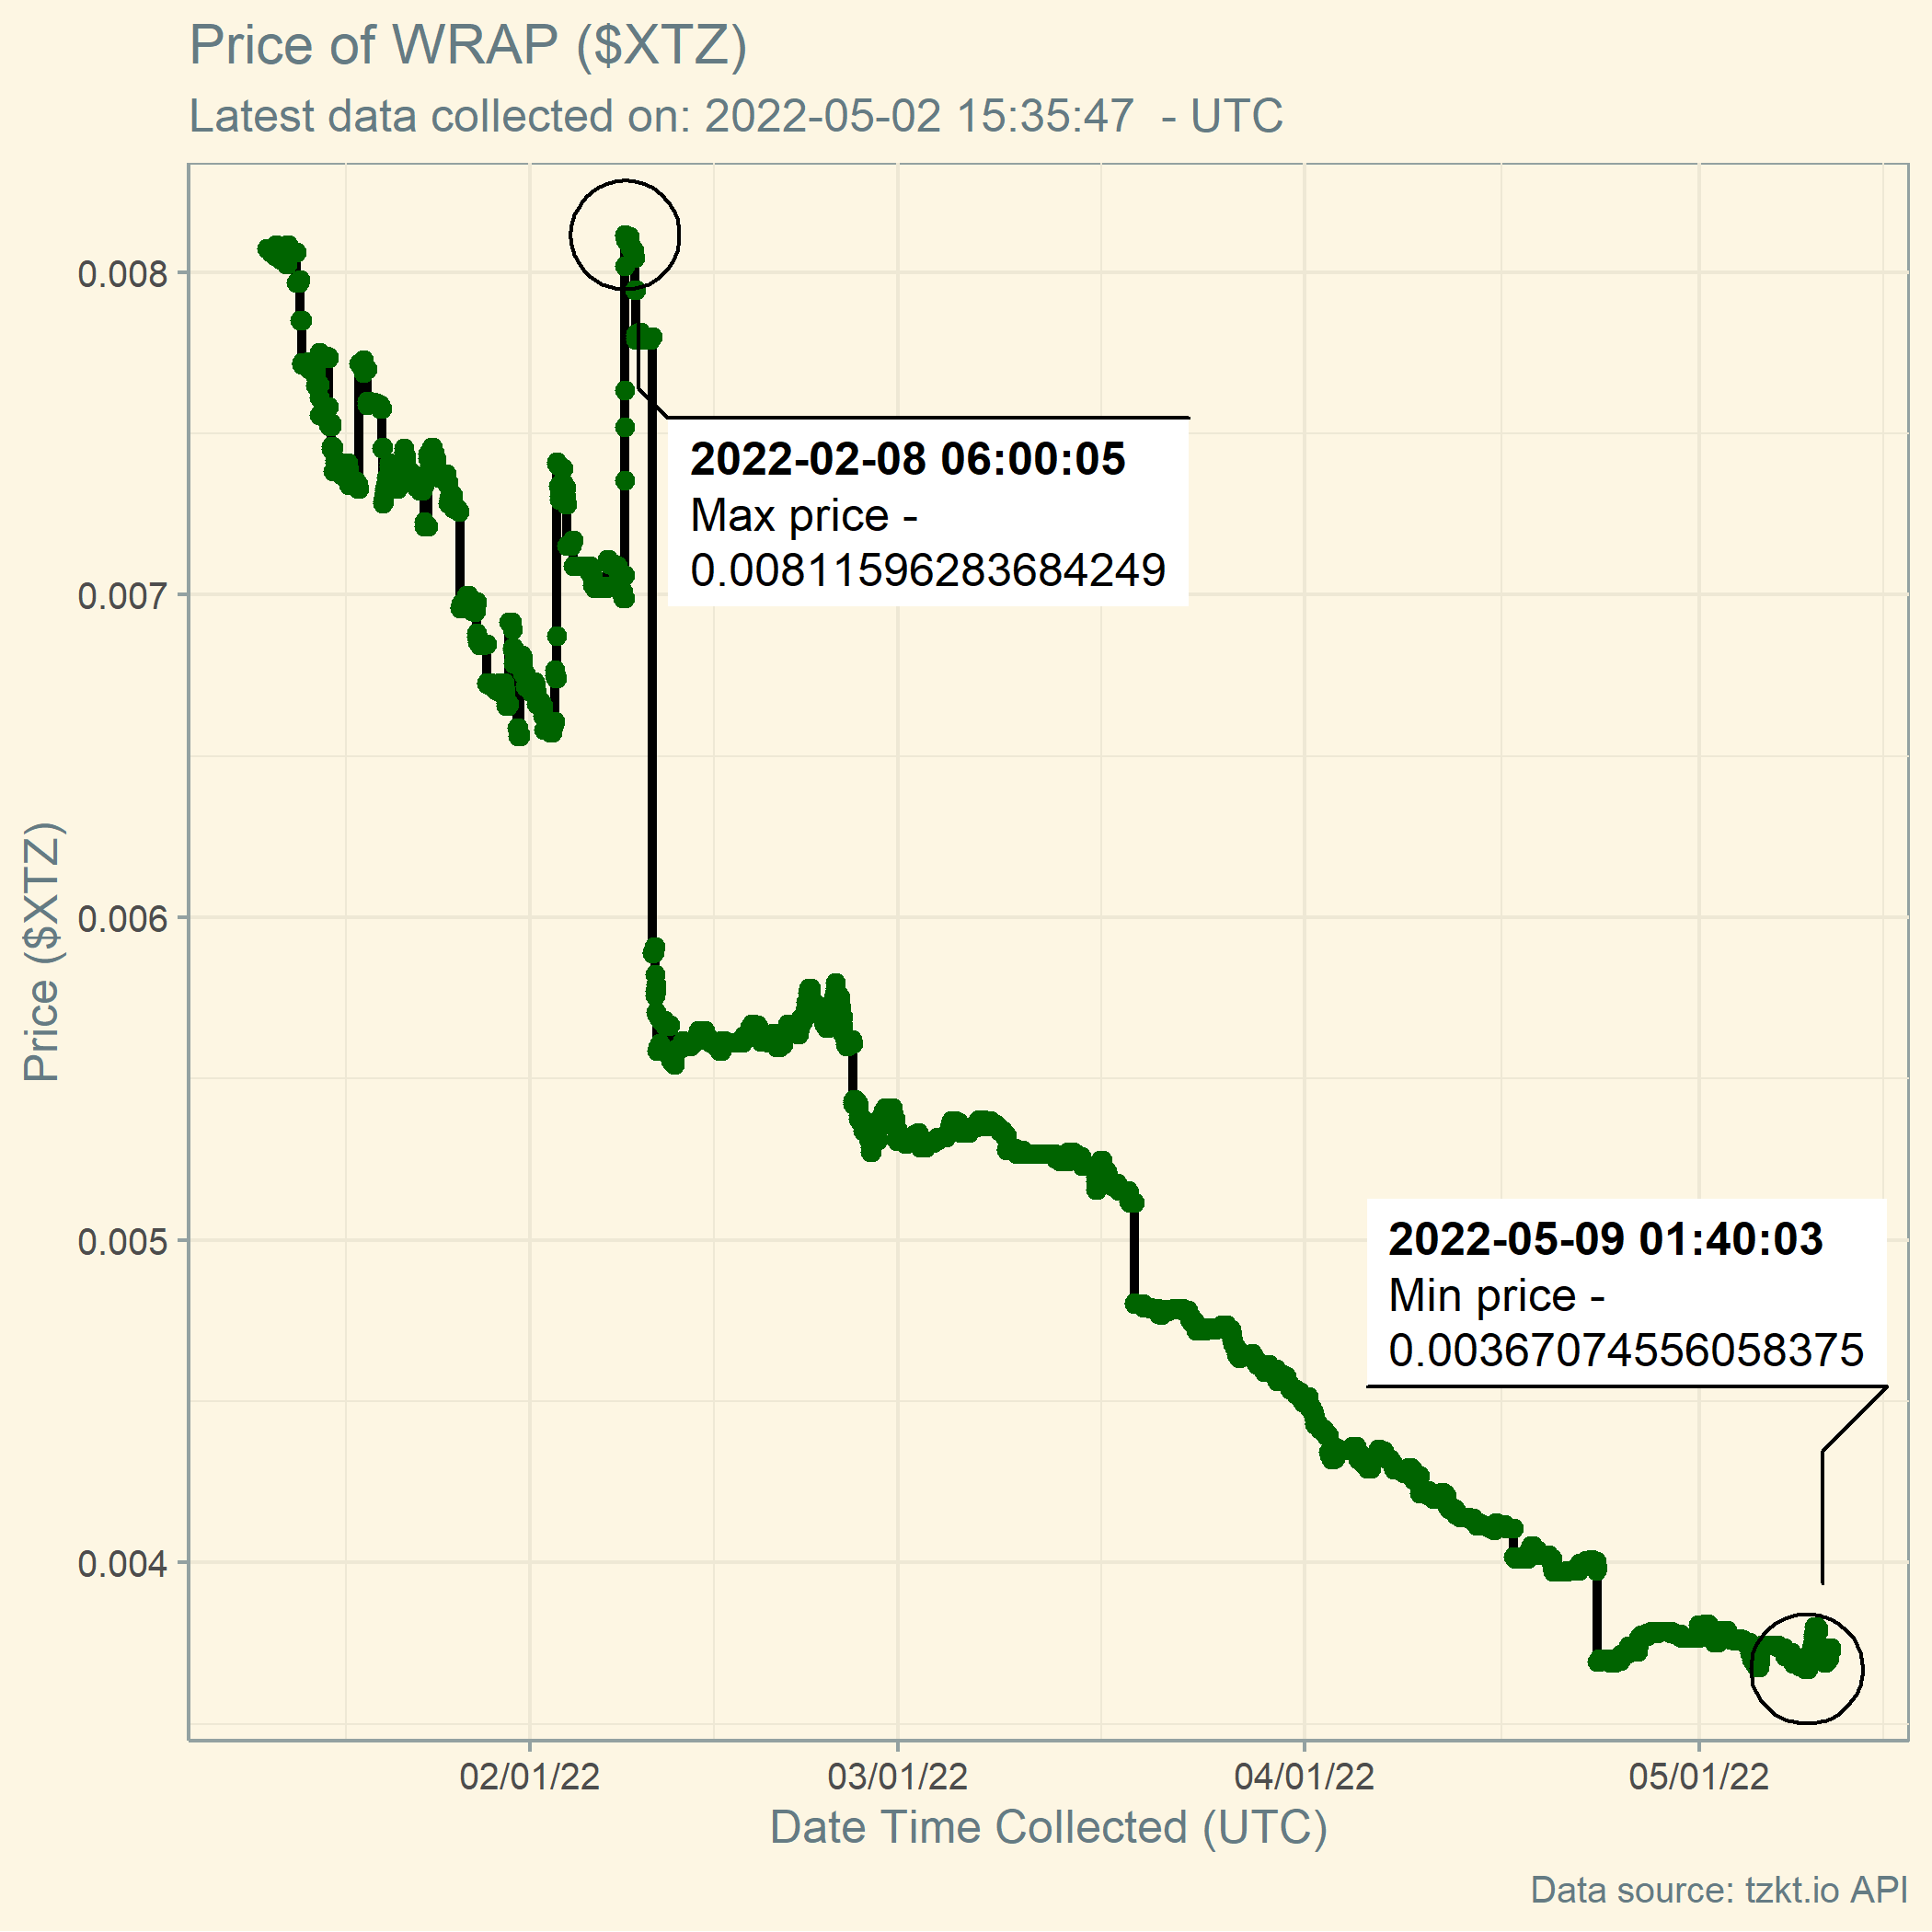 Price of WRAP ($XTZ)
Latest data collected on: 2022-05-02 15:35:47  - UTC
0.008
2022-02-08 06:00:05
Max price -
0.00811596283684249
0.007
0.006
Price ($XTZ)
0.005
2022-05-09 01:40:03
Min price -
0.00367074556058375
0.004
02/01/22 03/01/22 04/01/22 05/01/22
Date Time Collected (UTC)
Data source: tzkt.io API